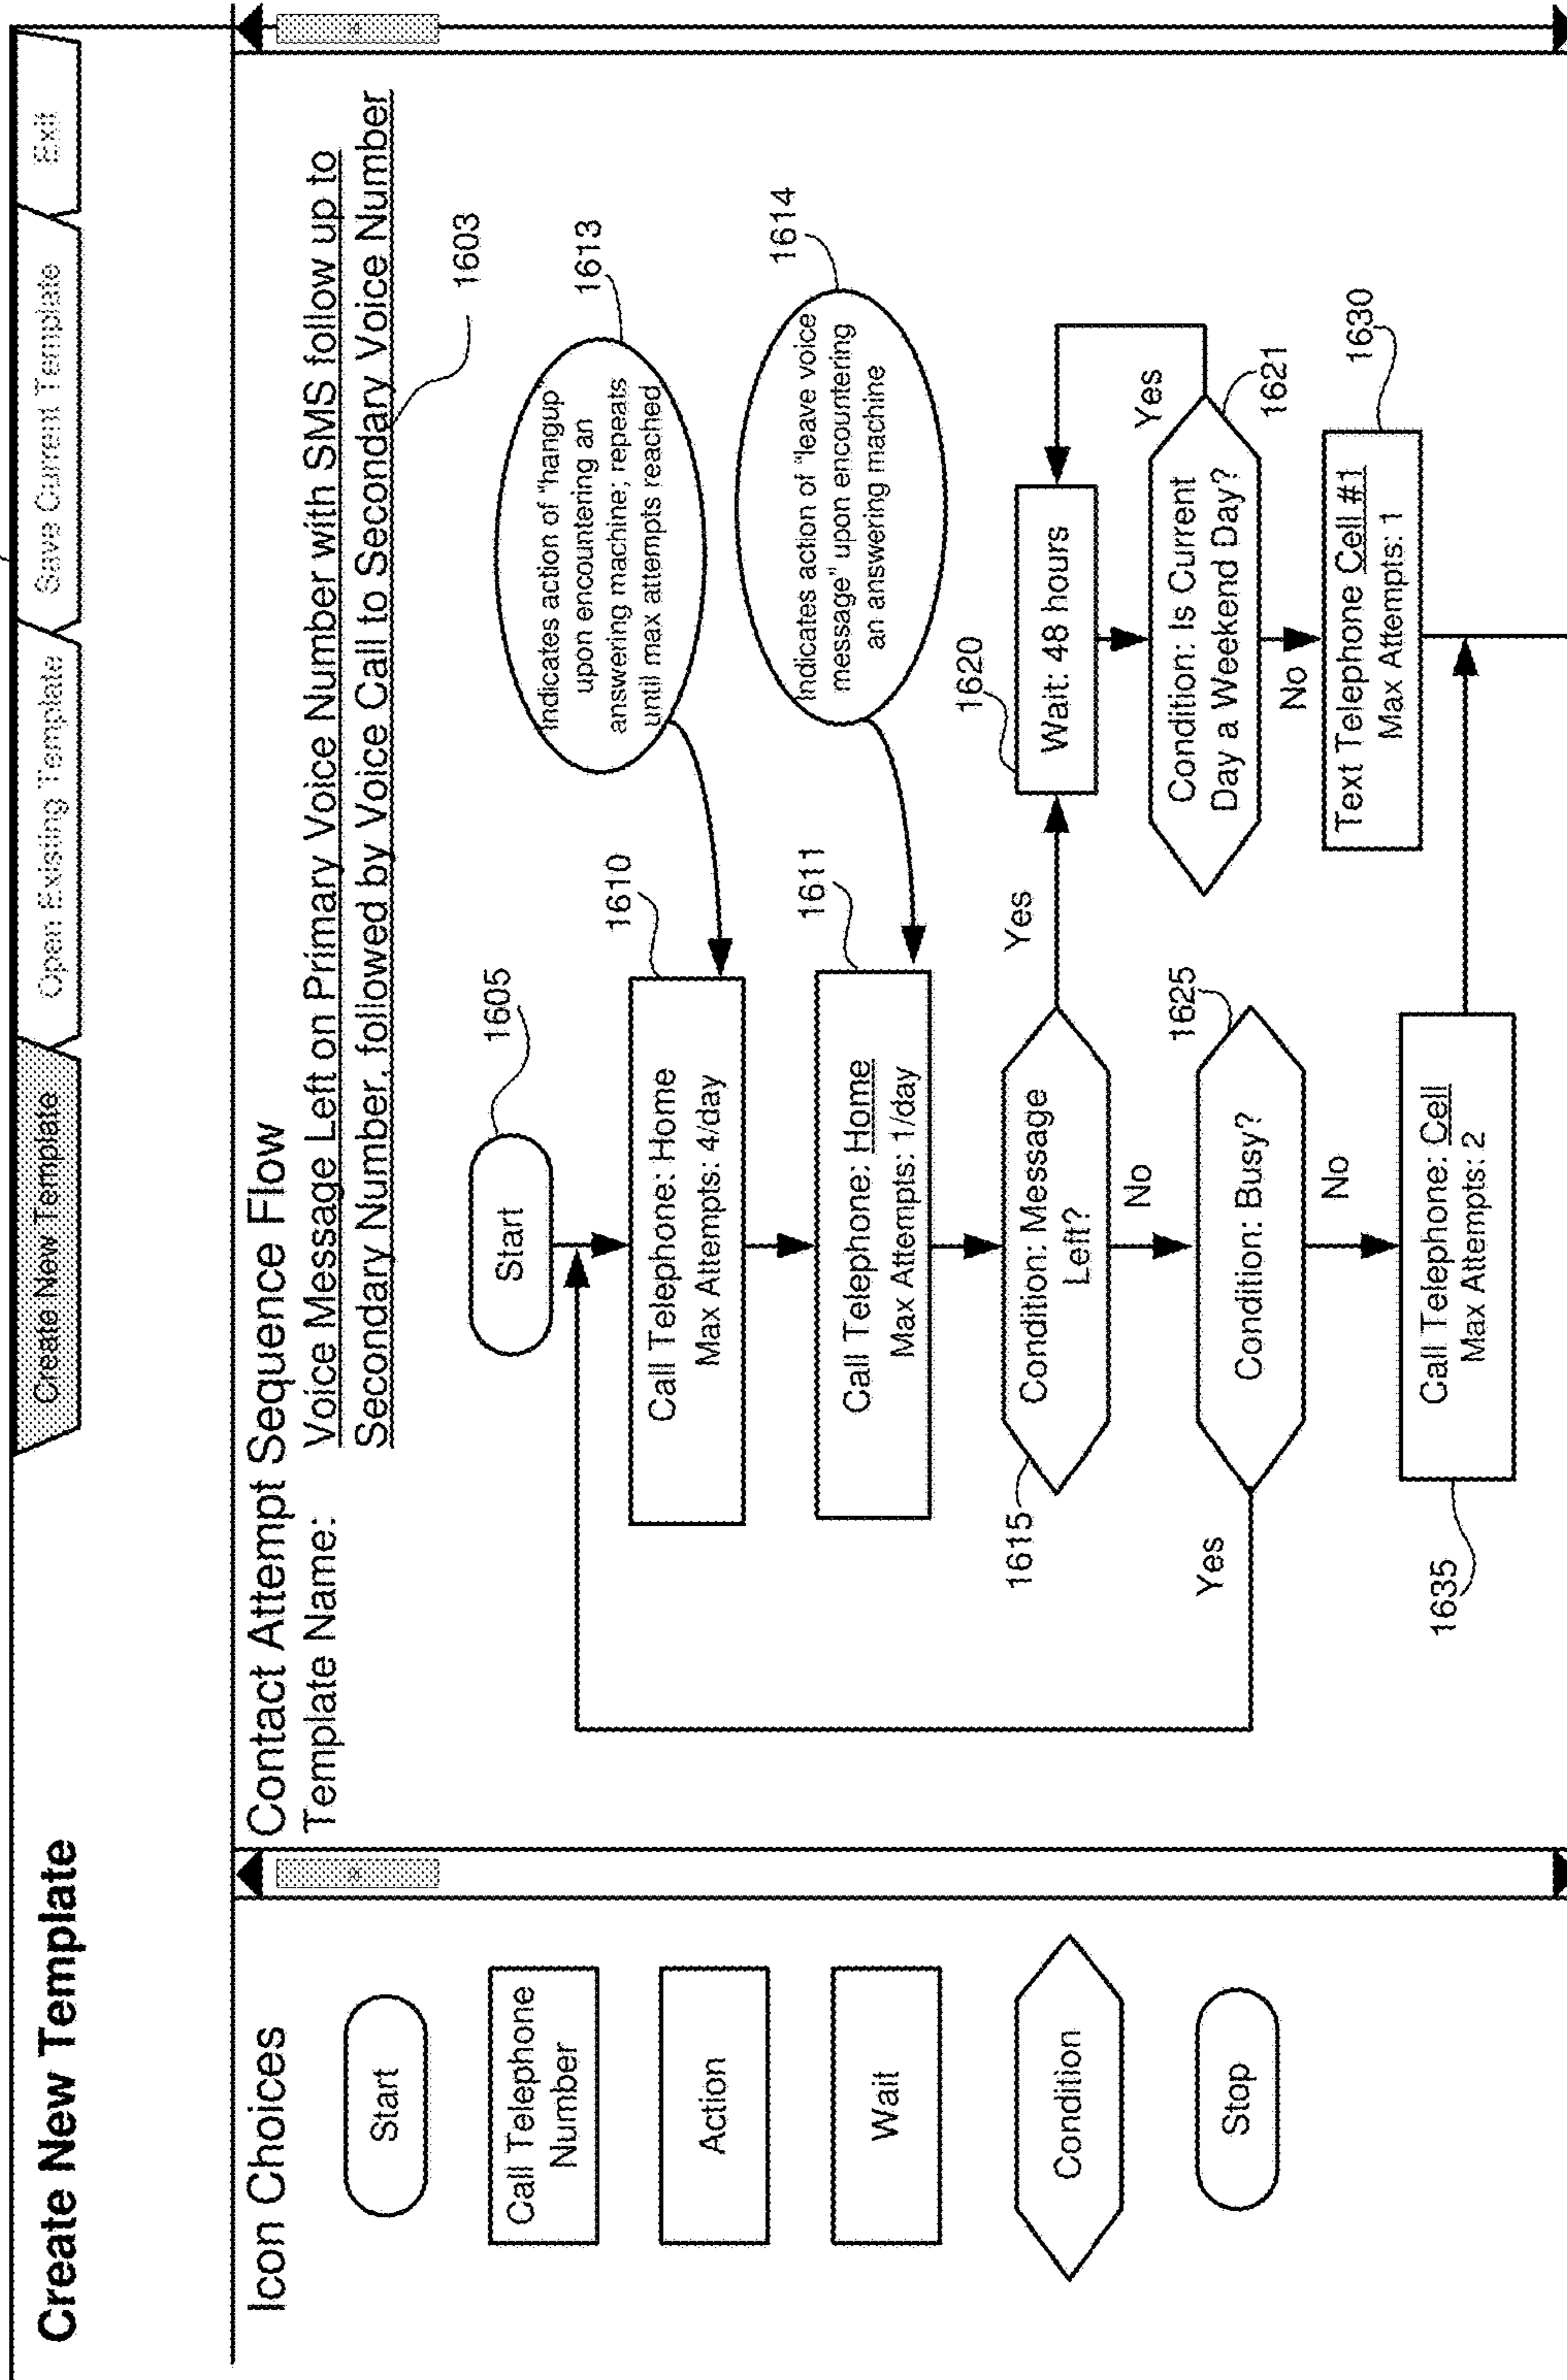 Create New Template
Create New Template
Open Existing Template
Save Current Template
Exit
Icon Choices
Start
Call Telephone
Number
Action
Wait
Condition
Stop
Contact Attempt Sequence Flow
Template Name:
Voice Message Left on Primary Voice Number with SMS follow up to
Secondary Number, followed by Voice Call to Secondary Voice Number
1603
1605
Start
1610
Call Telephone: Home
Max Attempts: 4/day
Indicates action of "hangup"
upon encountering an
answering machine; repeats
until max attempts reached
1613
1611
Call Telephone: Home
Max Attempts: 1/day
Indicates action of "leave voice
message" upon encountering
an answering machine
1614
1615
Condition: Message
Left?
Yes
No
1620
Wait: 48 hours
Condition: Is Current
Day a Weekend Day?
Yes
1621
No
1625
Condition: Busy?
Yes
No
Text Telephone Cell #1
Max Attempts: 1
1630
1635
Call Telephone: Cell
Max Attempts: 2